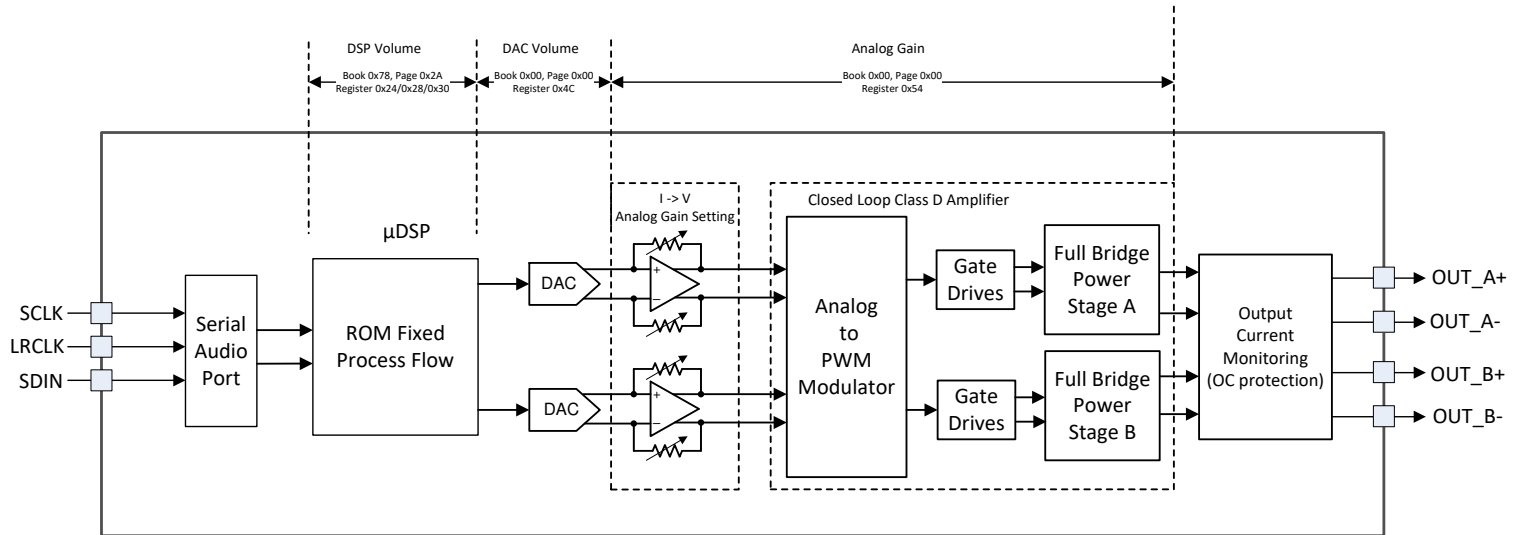 DSP Volume
Book 0x78, Page 0x2A
Register 0x24/0x28/0x30
DAC Volume
Book 0x00, Page 0x00
Register 0x4C
Analog Gain
Book 0x00, Page 0x00
Register 0x54
I -> V
Analog Gain Setting
Closed Loop Class D Amplifier
µDSP
SCLK
LRCLK
SDIN
Serial
Audio
Port
ROM Fixed
Process Flow
DAC
+
−
DAC
+
−
Analog
to
PWM
Modulator
Gate
Drives
Full Bridge
Power
Stage A
Gate
Drives
Full Bridge
Power
Stage B
Output
Current
Monitoring
(OC protection)
OUT_A+
OUT_A-
OUT_B+
OUT_B-